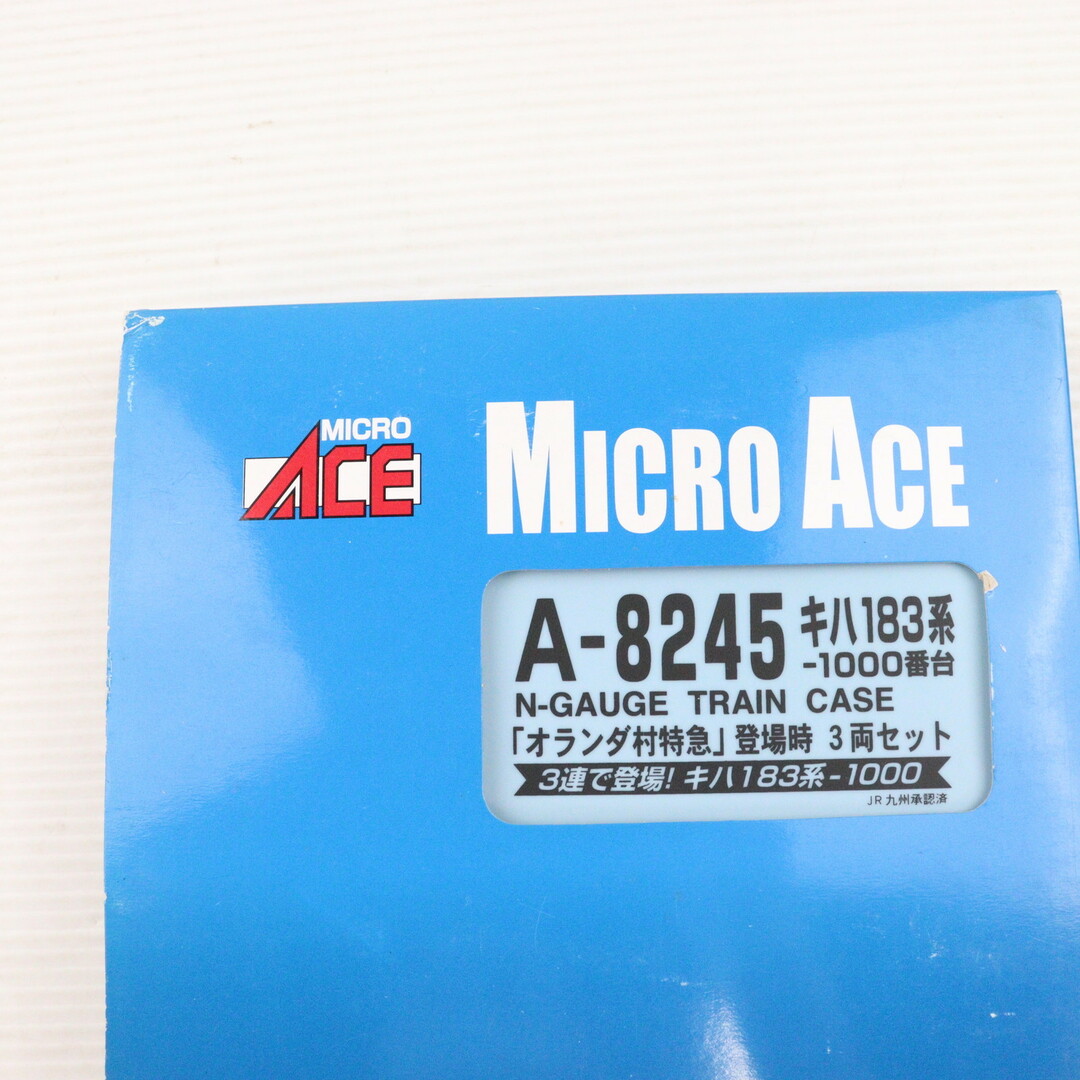 MICRO
ACE
MICRO ACE
A-8245 キハ183系
-1000番台
N-GAUGE TRAIN CASE
「オランダ村特急」登場時 3両セット
3連で登場!キハ183系-1000
JR九州承認済